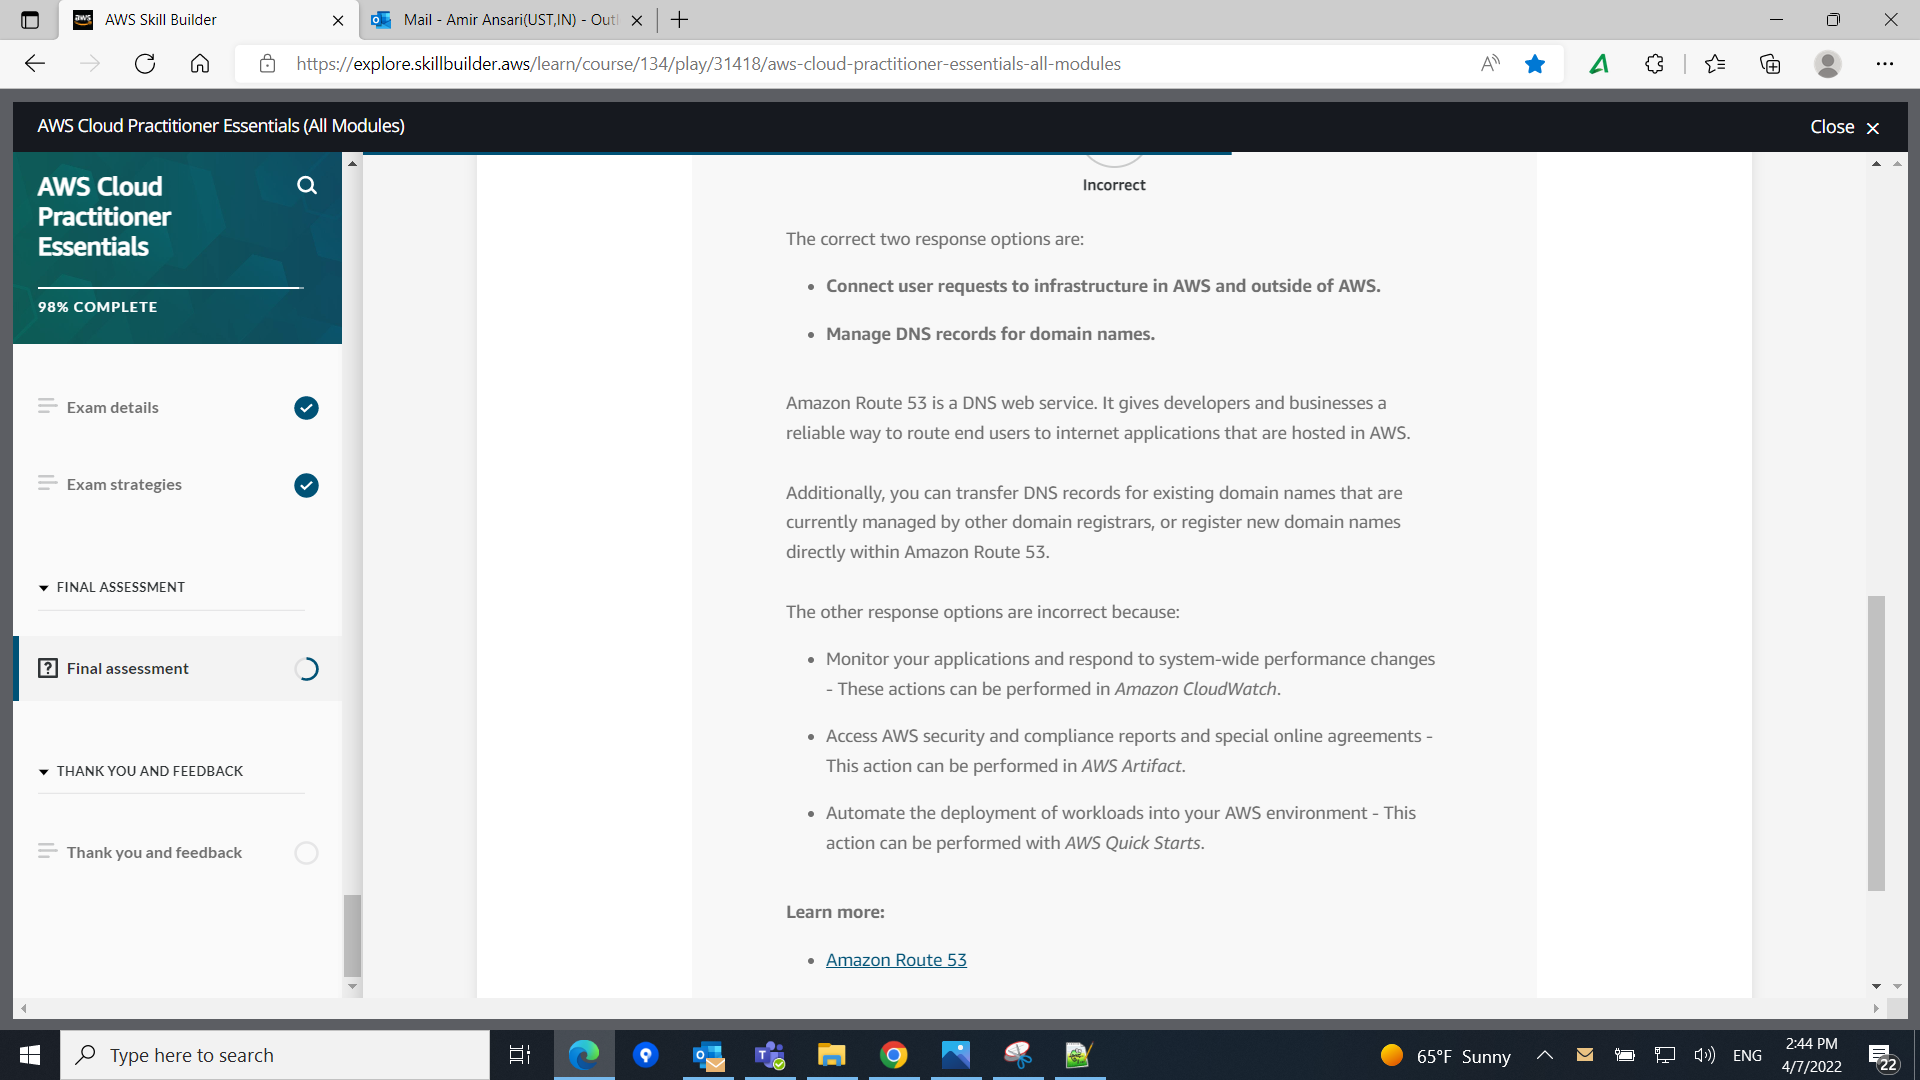 AWS Skill Builder
Mail - Amir Ansari(UST,IN) - Outl
https://explore.skillbuilder.aws/learn/course/134/play/31418/aws-cloud-practitioner-essentials-all-modules
AWS Cloud Practitioner Essentials (All Modules)
Close
AWS Cloud
Practitioner
Essentials
98% COMPLETE
Exam details
Exam strategies
FINAL ASSESSMENT
Final assessment
THANK YOU AND FEEDBACK
Thank you and feedback
Incorrect
The correct two response options are:
• Connect user requests to infrastructure in AWS and outside of AWS.
• Manage DNS records for domain names.
Amazon Route 53 is a DNS web service. It gives developers and businesses a
reliable way to route end users to internet applications that are hosted in AWS.
Additionally, you can transfer DNS records for existing domain names that are
currently managed by other domain registrars, or register new domain names
directly within Amazon Route 53.
The other response options are incorrect because:
• Monitor your applications and respond to system-wide performance changes
- These actions can be performed in Amazon CloudWatch.
• Access AWS security and compliance reports and special online agreements -
This action can be performed in AWS Artifact.
• Automate the deployment of workloads into your AWS environment - This
action can be performed with AWS Quick Starts.
Learn more:
• Amazon Route 53
Type here to search
65°F Sunny
ENG
2:44 PM
4/7/2022
22